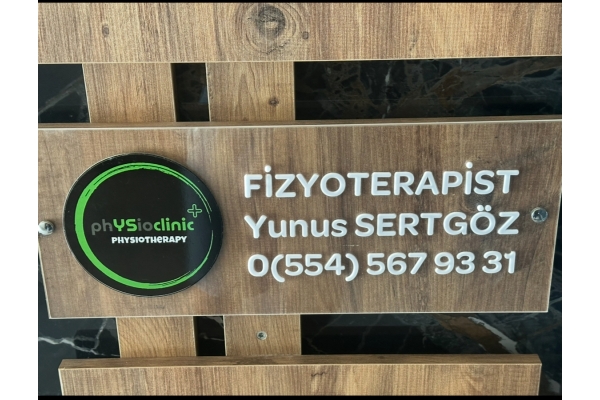 phYSioclinic
PHYSIOTHERAPY
FİZYOTERAPİST
Yunus SERTGÖZ
0(554) 567 93 31